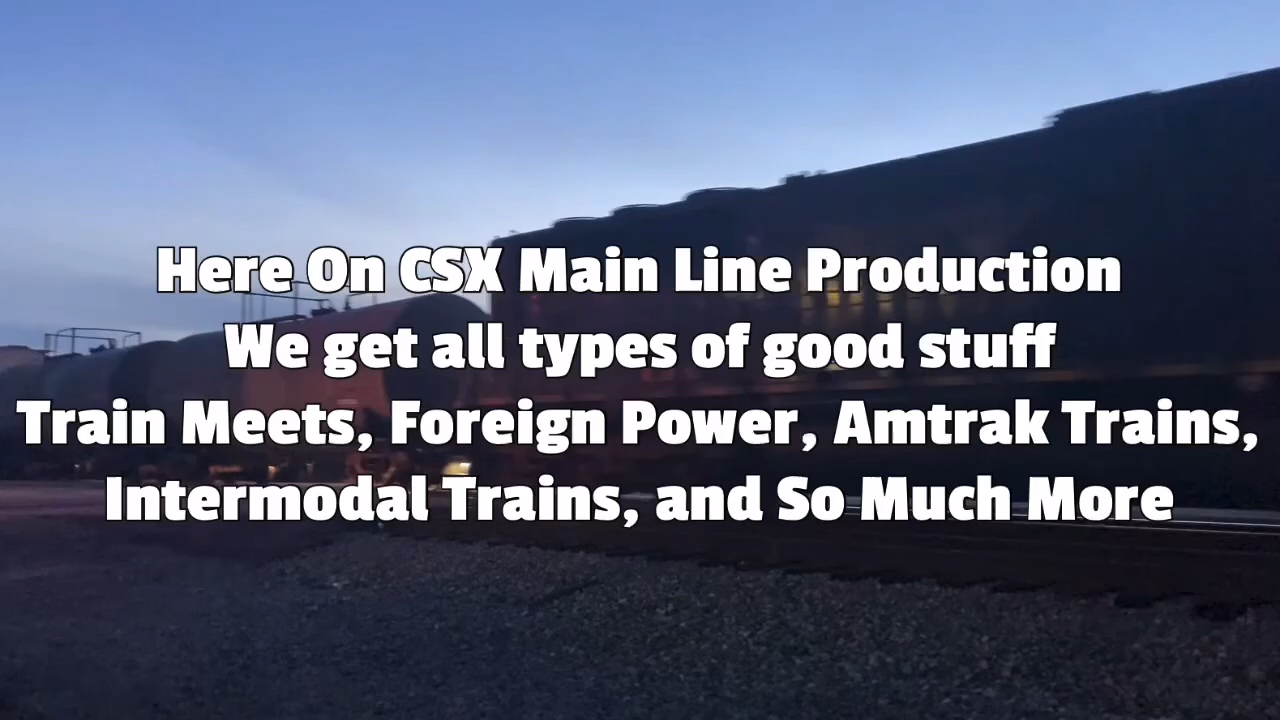 Here On CSX Main Line Production
We get all types of good stuff
Train Meets, Foreign Power, Amtrak Trains,
Intermodal Trains, and So Much More